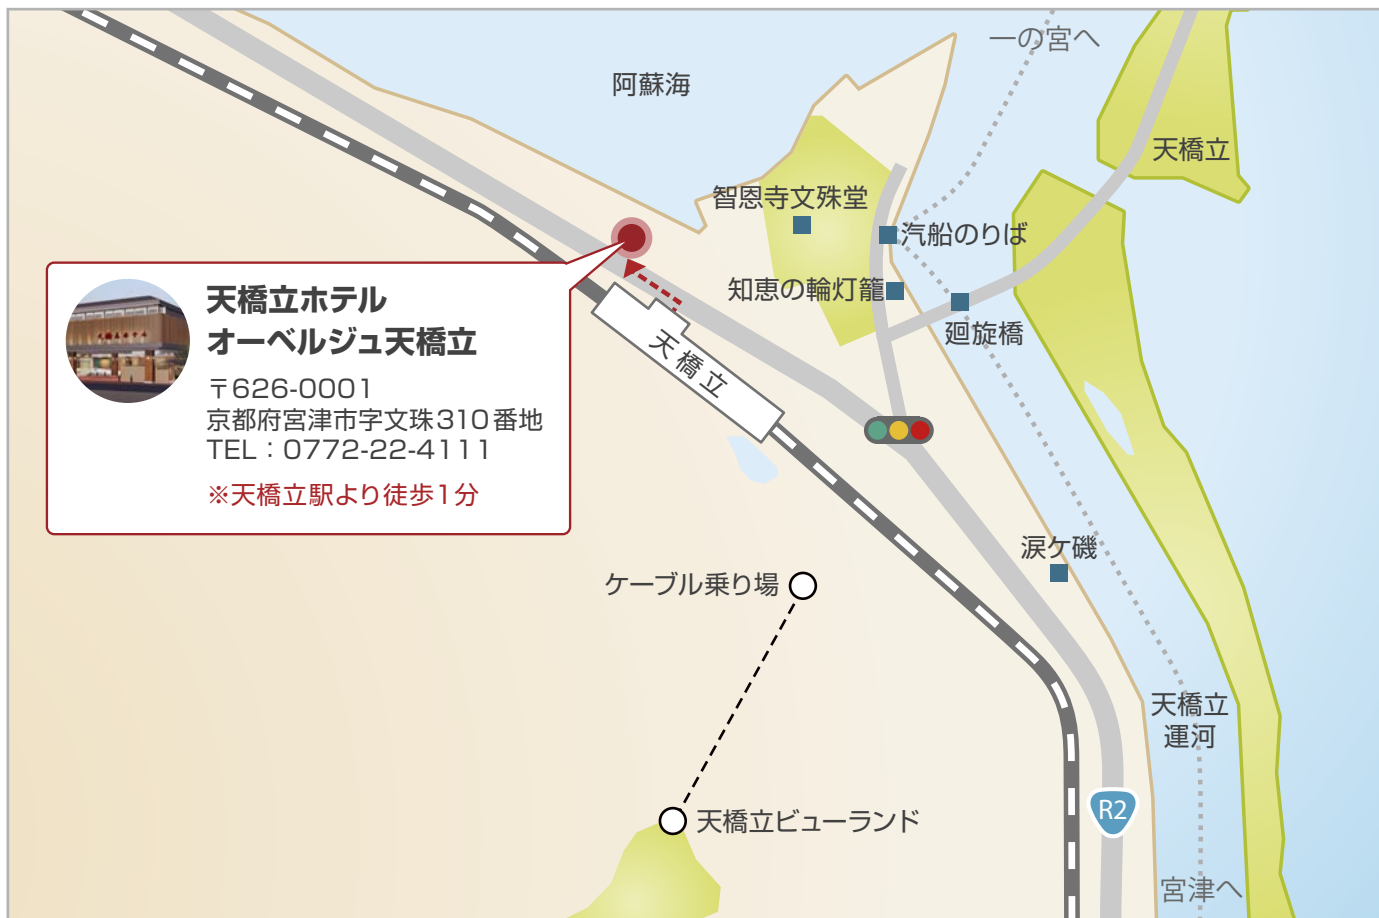 一の宮へ
阿蘇海
天橋立
智恩寺文殊堂
汽船のりば
知恵の輪灯籠
廻旋橋
天橋立ホテル
オーベルジュ天橋立
〒626-0001
京都府宮津市字文珠310番地
TEL：0772-22-4111
※天橋立駅より徒歩1分
天橋立
涙ケ磯
ケーブル乗り場
天橋立
運河
R2
天橋立ビューランド
宮津へ